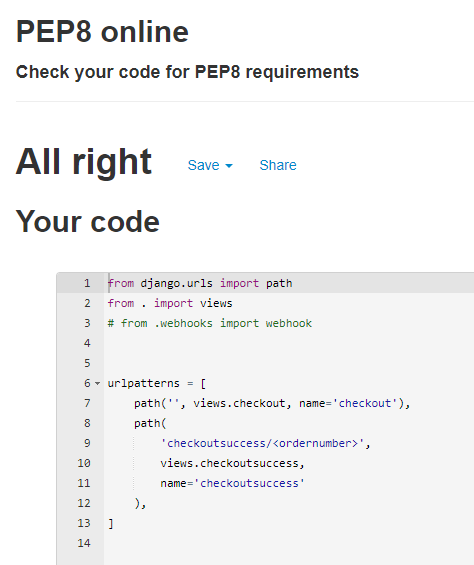 PEP8 online
Check your code for PEP8 requirements
All right Save Share
Your code
1 from django.urls import path
2 from . import views
3 # from .webhooks import webhook
4
5
6 urlpatterns = [
7     path('', views.checkout, name='checkout'),
8     path(
9         'checkoutsuccess/<ordernumber>',
10         views.checkoutsuccess,
11         name='checkoutsuccess'
12     ),
13 ]
14